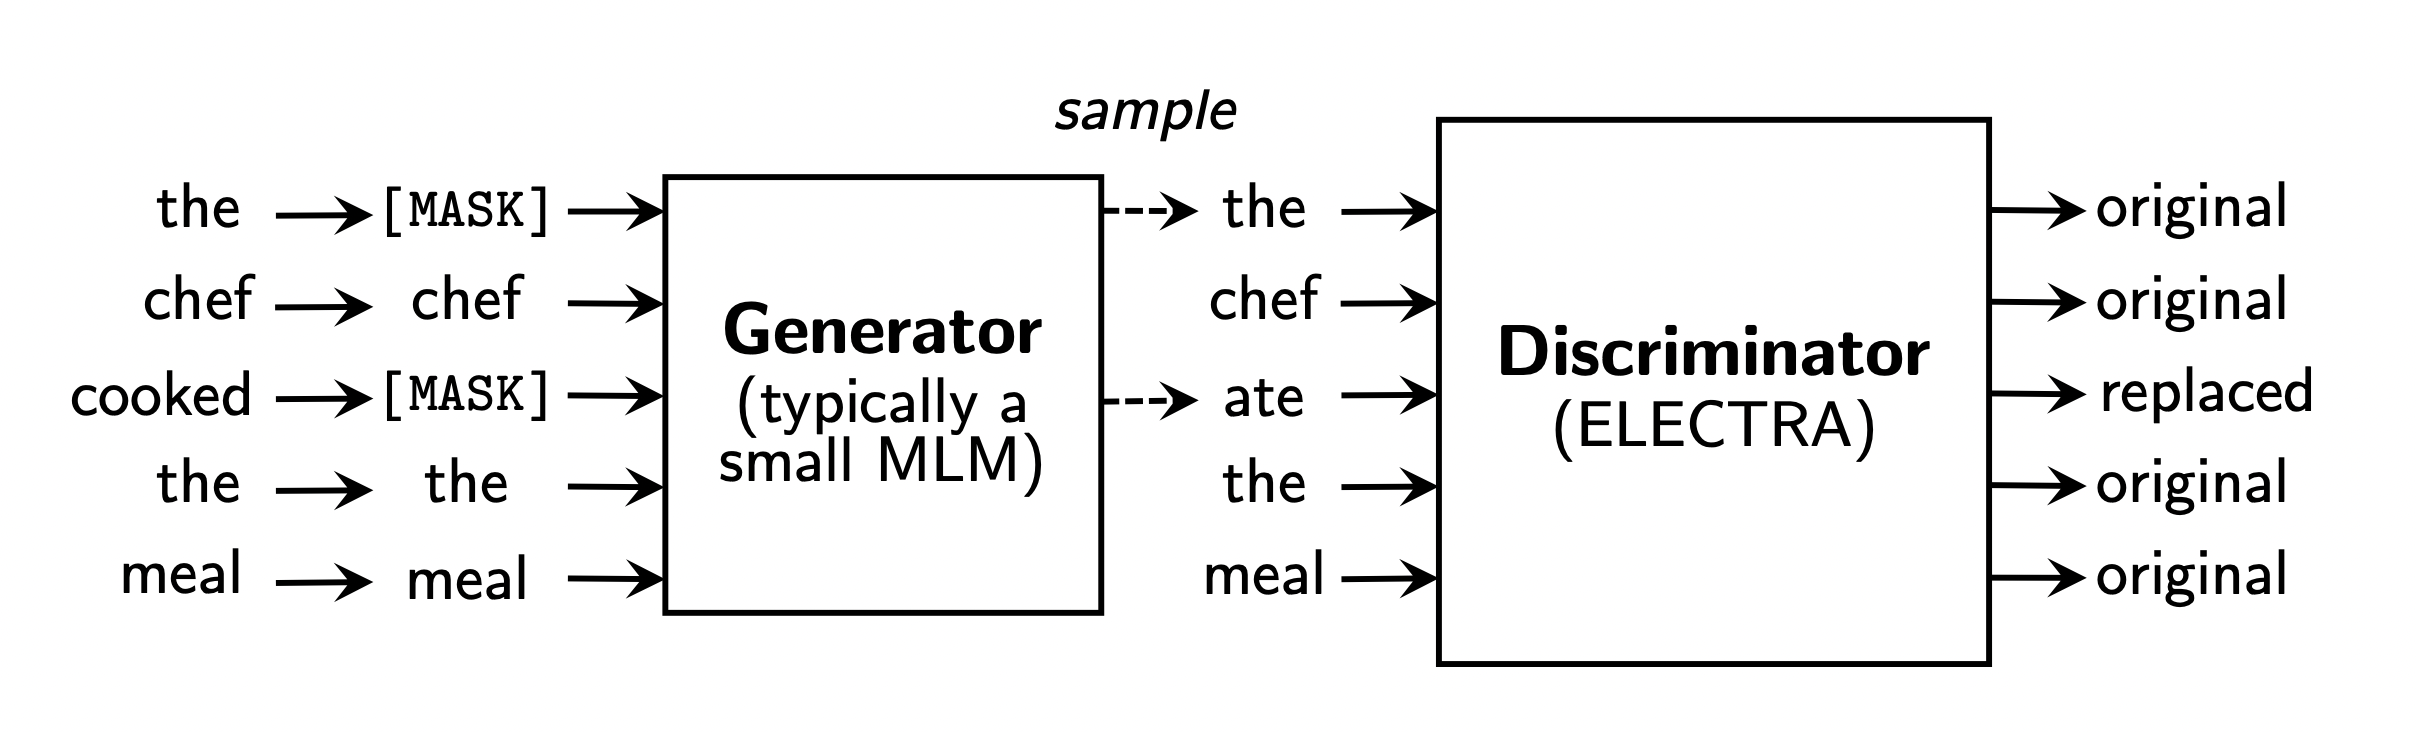 sample
the [MASK] the original
chef chef chef original
cooked [MASK] ate replaced
the the the original
meal meal meal original
Generator
(typically a
small MLM)
Discriminator
(ELECTRA)